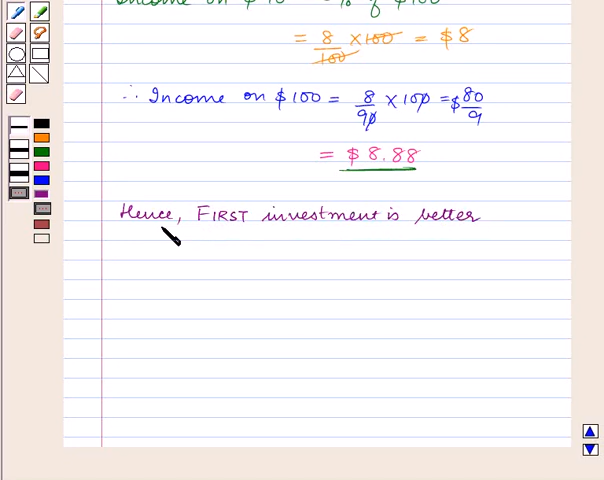 = 8/100 × 100 = $8
∴ Income on $100 = 8/90 × 100 = $80/9
= $8.88
Hence, FIRST investment is better